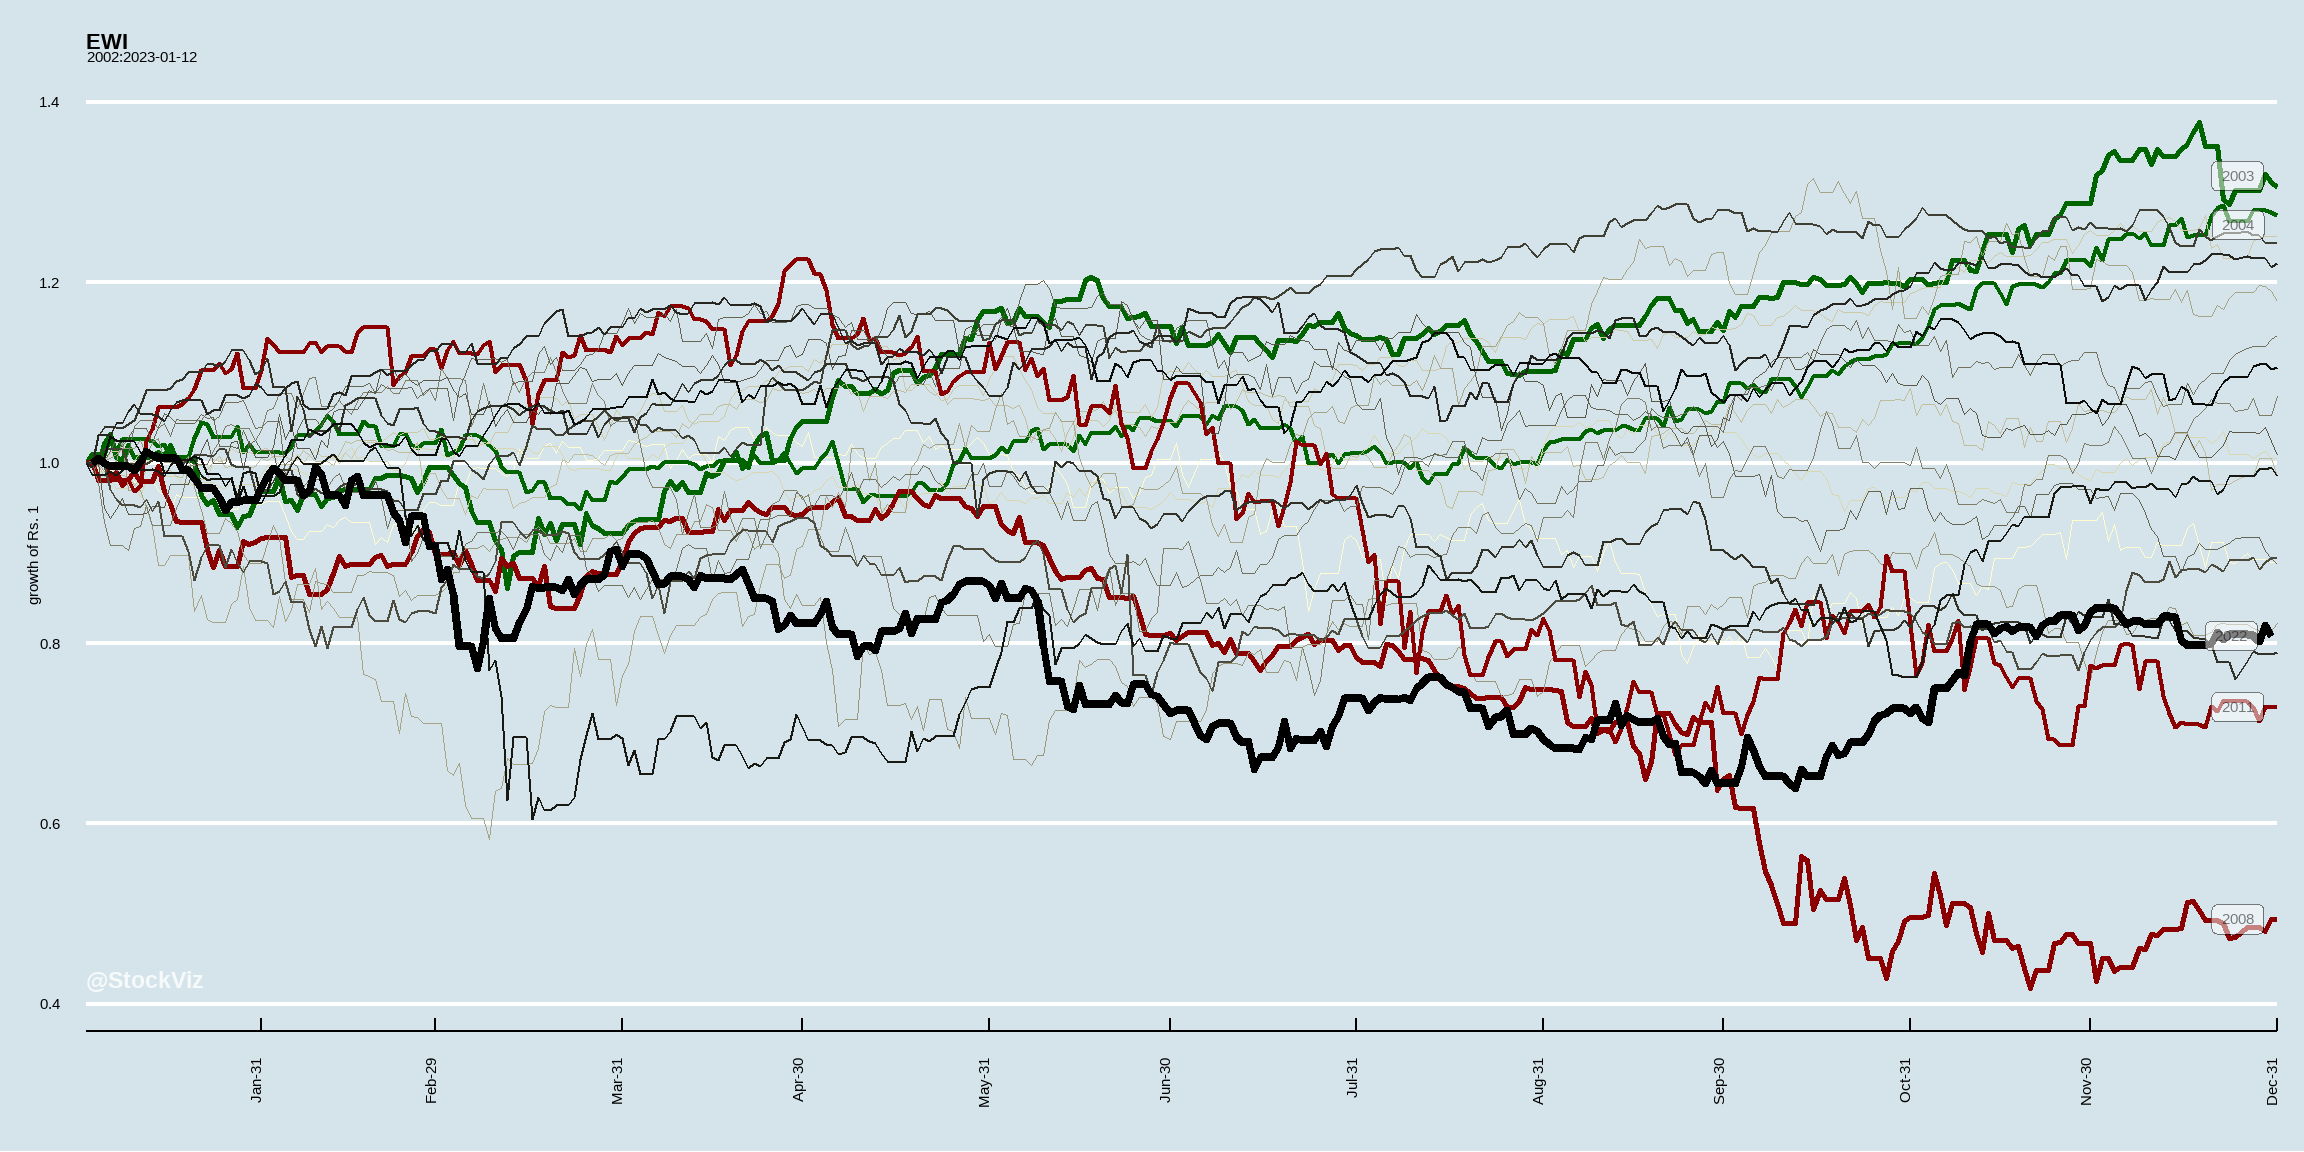 EWI
2002:2023-01-12
1.4
1.2
1.0
0.8
0.6
0.4
growth of Rs. 1
2003
2004
2022
2011
2008
@StockViz
Jan-31
Feb-29
Mar-31
Apr-30
May-31
Jun-30
Jul-31
Aug-31
Sep-30
Oct-31
Nov-30
Dec-31